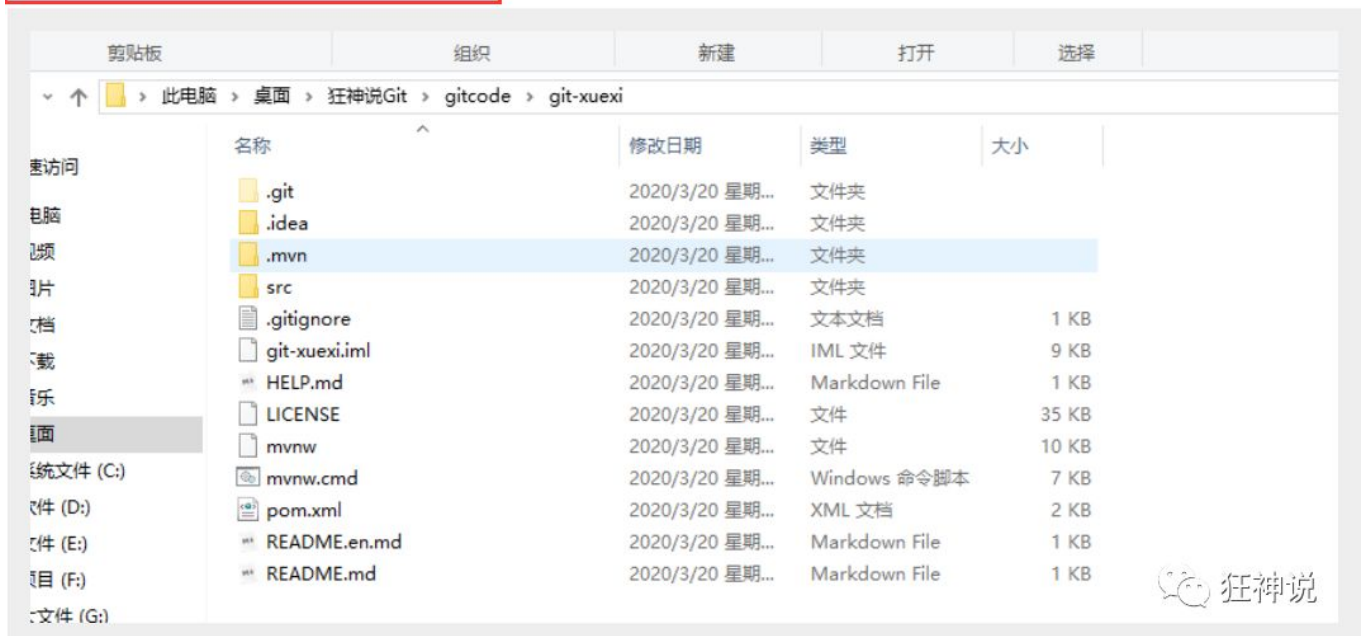 剪贴板 组织 新建 打开 选择
此电脑 › 桌面 › 狂神说Git › gitcode › git-xuexi
名称 修改日期 类型 大小
速访问
电脑
视频
图片
文档
下载
音乐
桌面
系统文件 (C:)
软件 (D:)
文件 (E:)
项目 (F:)
文件 (G:)
.git 2020/3/20 星期... 文件夹
.idea 2020/3/20 星期... 文件夹
.mvn 2020/3/20 星期... 文件夹
src 2020/3/20 星期... 文件夹
.gitignore 2020/3/20 星期... 文本文档 1 KB
git-xuexi.iml 2020/3/20 星期... IML 文件 9 KB
HELP.md 2020/3/20 星期... Markdown File 1 KB
LICENSE 2020/3/20 星期... 文件 35 KB
mvnw 2020/3/20 星期... 文件 10 KB
mvnw.cmd 2020/3/20 星期... Windows 命令脚本 7 KB
pom.xml 2020/3/20 星期... XML 文档 2 KB
README.en.md 2020/3/20 星期... Markdown File 1 KB
README.md 2020/3/20 星期... Markdown File 1 KB
狂神说